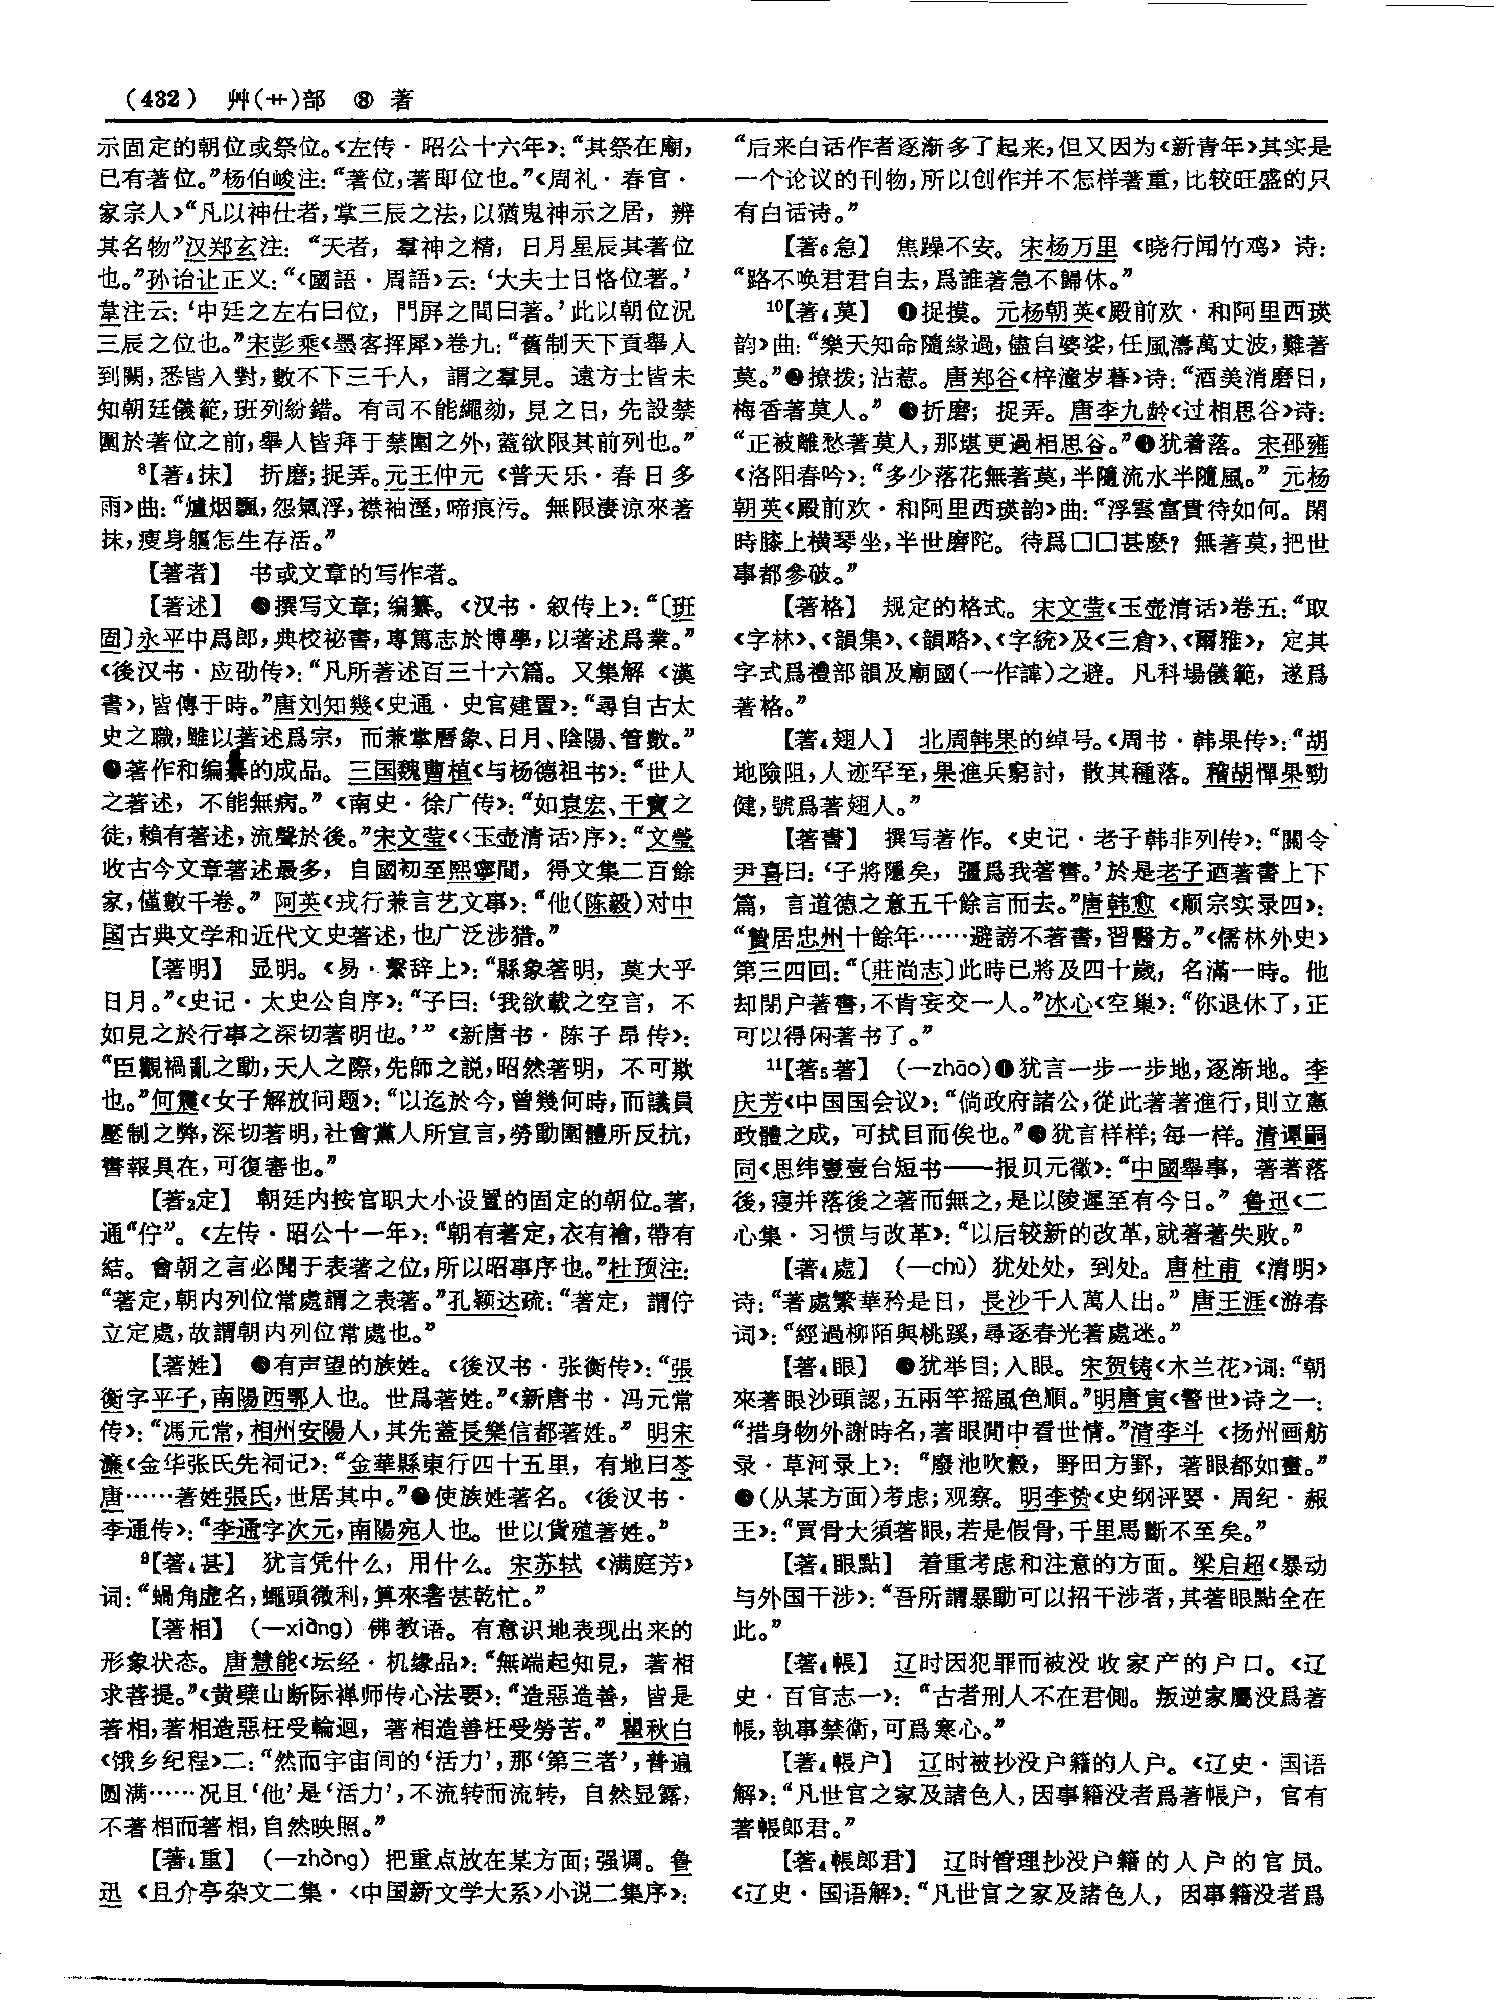 (432) 艸(艹)部 ⑧ 著
示固定的朝位或祭位。《左传·昭公十六年》：“其祭在廟，
已有著位。”杨伯峻注：“著位，著即位也。”《周礼·春官·
家宗人》“凡以神仕者，掌三辰之法，以猶鬼神示之居，辨
其名物”汉郑玄注：“天者，羣神之精，日月星辰其著位
也。”孙诒让正义：“《國語·周語》云：‘大夫士日恪位著。’
韋注云：‘中廷之左右曰位，門屏之間曰著。’此以朝位況
三辰之位也。”宋彭乘《墨客挥犀》卷九：“舊制天下貢舉人
到闕，悉皆入對，數不下三千人，謂之羣見。遠方士皆未
知朝廷儀範，班列紛錯。有司不能繩劾，見之日，先設禁
圍於著位之前，舉人皆拜于禁圍之外，蓋欲限其前列也。”
8【著₄抹】 折磨；捉弄。元王仲元《普天乐·春日多
雨》曲：“爐烟飄，怨氣浮，襟袖溼，啼痕污。無限淒涼來著
抹，瘦身軀怎生存活。”
【著者】 书或文章的写作者。
【著述】 ❶撰写文章；编纂。《汉书·叙传上》：“〔班
固〕永平中爲郎，典校祕書，專篤志於博學，以著述爲業。”
《後汉书·应劭传》：“凡所著述百三十六篇。又集解《漢
書》，皆傳于時。”唐刘知幾《史通·史官建置》：“尋自古太
史之職，雖以著述爲宗，而兼掌曆象、日月、陰陽、管數。”
❷著作和编纂的成品。三国魏曹植《与杨德祖书》：“世人
之著述，不能無病。”《南史·徐广传》：“如袁宏、干寶之
徒，賴有著述，流聲於後。”宋文莹《〈玉壶清话〉序》：“文瑩
收古今文章著述最多，自國初至熙寧間，得文集二百餘
家，僅數千卷。”阿英《戎行兼言艺文事》：“他(陈毅)对中
国古典文学和近代文史著述，也广泛涉猎。”
【著明】 显明。《易·繫辞上》：“縣象著明，莫大乎
日月。”《史记·太史公自序》：“子曰：‘我欲載之空言，不
如見之於行事之深切著明也。’”《新唐书·陈子昂传》：
“臣觀禍亂之動，天人之際，先師之説，昭然著明，不可欺
也。”何震《女子解放问题》：“以迄於今，曾幾何時，而議員
壓制之弊，深切著明，社會黨人所宣言，勞動團體所反抗，
書報具在，可復審也。”
【著₂定】 朝廷内按官职大小设置的固定的朝位。著，
通“佇”。《左传·昭公十一年》：“朝有著定，衣有襘，帶有
結。會朝之言必聞于表著之位，所以昭事序也。”杜预注：
“著定，朝内列位常處謂之表著。”孔颖达疏：“著定，謂佇
立定處，故謂朝内列位常處也。”
【著姓】 ❶有声望的族姓。《後汉书·张衡传》：“張
衡字平子，南陽西鄂人也。世爲著姓。”《新唐书·冯元常
传》：“馮元常，相州安陽人，其先蓋長樂信都著姓。”明宋
濂《金华张氏先祠记》：“金華縣東行四十五里，有地曰苓
唐……著姓張氏，世居其中。”❷使族姓著名。《後汉书·
李通传》：“李通字次元，南陽宛人也。世以貨殖著姓。”
9【著₄甚】 犹言凭什么，用什么。宋苏轼《满庭芳》
词：“蝸角虛名，蠅頭微利，算來著甚乾忙。”
【著相】 (—xiàng) 佛教语。有意识地表现出来的
形象状态。唐慧能《坛经·机缘品》：“無端起知見，著相
求菩提。”《黄檗山断际禅师传心法要》：“造惡造善，皆是
著相，著相造惡枉受輪迴，著相造善枉受勞苦。”瞿秋白
《饿乡纪程》二：“然而宇宙间的‘活力’，那‘第三者’，普遍
圆满……况且‘他’是‘活力’，不流转而流转，自然显露，
不著相而著相，自然映照。”
【著₄重】 (—zhòng) 把重点放在某方面；强调。鲁
迅《且介亭杂文二集·〈中国新文学大系〉小说二集序》：
“后来白话作者逐渐多了起来，但又因为《新青年》其实是
一个论议的刊物，所以创作并不怎样著重，比较旺盛的只
有白话诗。”
【著₆急】 焦躁不安。宋杨万里《晓行闻竹鸡》诗：
“路不唤君君自去，爲誰著急不歸休。”
10【著₄莫】 ❶捉摸。元杨朝英《殿前欢·和阿里西瑛
韵》曲：“樂天知命隨緣過，儘自婆娑，任風濤萬丈波，難著
莫。”❷撩拨；沾惹。唐郑谷《梓潼岁暮》诗：“酒美消磨日，
梅香著莫人。”❸折磨；捉弄。唐李九龄《过相思谷》诗：
“正被離愁著莫人，那堪更過相思谷。”❹犹着落。宋邵雍
《洛阳春吟》：“多少落花無著莫，半隨流水半隨風。”元杨
朝英《殿前欢·和阿里西瑛韵》曲：“浮雲富貴待如何。閑
時膝上横琴坐，半世磨陀。待爲□□甚麽？無著莫，把世
事都參破。”
【著格】 规定的格式。宋文莹《玉壶清话》卷五：“取
《字林》、《韻集》、《韻略》、《字統》及《三倉》、《爾雅》，定其
字式爲禮部韻及廟國(一作諱)之避。凡科場儀範，遂爲
著格。”
【著₄翅人】 北周韩果的绰号。《周书·韩果传》：“胡
地險阻，人迹罕至，果進兵窮討，散其種落。稽胡憚果勁
健，號爲著翅人。”
【著書】 撰写著作。《史记·老子韩非列传》：“關令
尹喜曰：‘子將隱矣，彊爲我著書。’於是老子迺著書上下
篇，言道德之意五千餘言而去。”唐韩愈《顺宗实录四》：
“贄居忠州十餘年……避謗不著書，習醫方。”《儒林外史》
第三四回：“〔莊尚志〕此時已將及四十歲，名滿一時。他
却閉户著書，不肯妄交一人。”冰心《空巢》：“你退休了，正
可以得闲著书了。”
11【著₅著】 (—zhāo)❶犹言一步一步地，逐渐地。李
庆芳《中国国会议》：“倘政府諸公，從此著著進行，則立憲
政體之成，可拭目而俟也。”❷犹言样样；每一样。清谭嗣
同《思纬壹壹台短书——报贝元徵》：“中國舉事，著著落
後，寖并落後之著而無之，是以陵遲至有今日。”鲁迅《二
心集·习惯与改革》：“以后较新的改革，就著著失败。”
【著₄處】 (—chù) 犹处处，到处。唐杜甫《清明》
诗：“著處繁華矜是日，長沙千人萬人出。”唐王涯《游春
词》：“經過柳陌與桃蹊，尋逐春光著處迷。”
【著₄眼】 ❶犹举目；入眼。宋贺铸《木兰花》词：“朝
來著眼沙頭認，五兩竿摇風色順。”明唐寅《警世》诗之一：
“措身物外謝時名，著眼閒中看世情。”清李斗《扬州画舫
录·草河录上》：“廢池吹縠，野田方罫，著眼都如畫。”
❷(从某方面)考虑；观察。明李贽《史纲评要·周纪·赧
王》：“買骨大須著眼，若是假骨，千里馬斷不至矣。”
【著₄眼點】 着重考虑和注意的方面。梁启超《暴动
与外国干涉》：“吾所謂暴動可以招干涉者，其著眼點全在
此。”
【著₄帳】 辽时因犯罪而被没收家产的户口。《辽
史·百官志一》：“古者刑人不在君側。叛逆家屬没爲著
帳，執事禁衛，可爲寒心。”
【著₄帳户】 辽时被抄没户籍的人户。《辽史·国语
解》：“凡世官之家及諸色人，因事籍没者爲著帳户，官有
著帳郎君。”
【著₄帳郎君】 辽时管理抄没户籍的人户的官员。
《辽史·国语解》：“凡世官之家及諸色人，因事籍没者爲